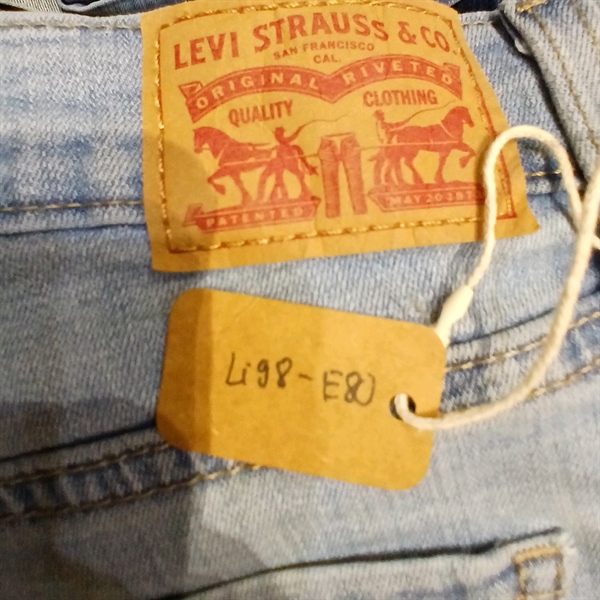 LEVI STRAUSS & CO.
SAN FRANCISCO
CAL.
ORIGINAL RIVETED
QUALITY CLOTHING
PATENTED MAY 20 1873
Li98-E80